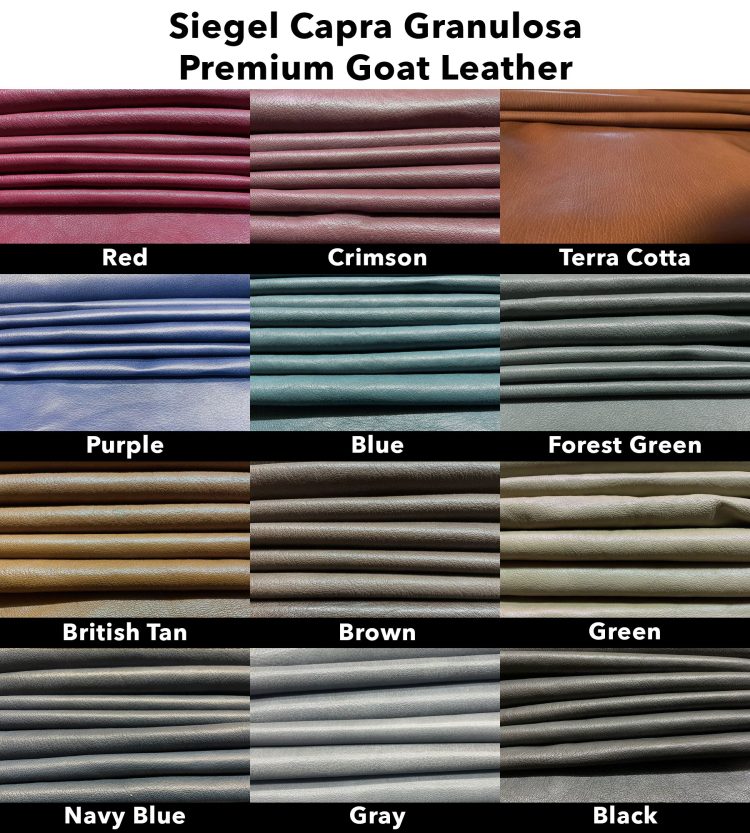 Siegel Capra Granulosa
Premium Goat Leather
Red
Crimson
Terra Cotta
Purple
Blue
Forest Green
British Tan
Brown
Green
Navy Blue
Gray
Black